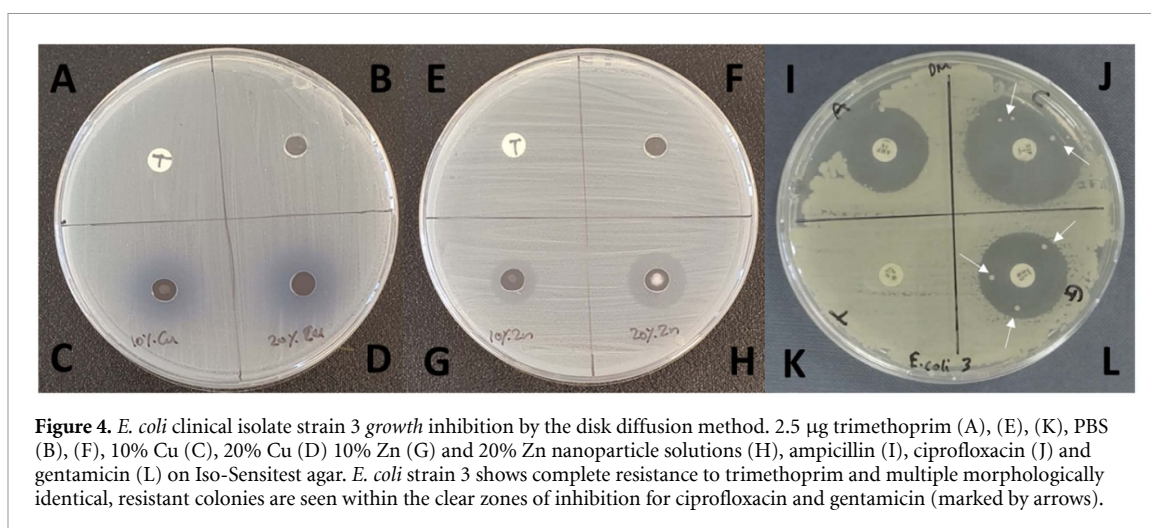 A B E F I J
T T DM A C
10% Cu 20% Cu 10% Zn 20% Zn
C D G H K L
E.coli 3
Figure 4. E. coli clinical isolate strain 3 growth inhibition by the disk diffusion method. 2.5 µg trimethoprim (A), (E), (K), PBS
(B), (F), 10% Cu (C), 20% Cu (D) 10% Zn (G) and 20% Zn nanoparticle solutions (H), ampicillin (I), ciprofloxacin (J) and
gentamicin (L) on Iso-Sensitest agar. E. coli strain 3 shows complete resistance to trimethoprim and multiple morphologically
identical, resistant colonies are seen within the clear zones of inhibition for ciprofloxacin and gentamicin (marked by arrows).